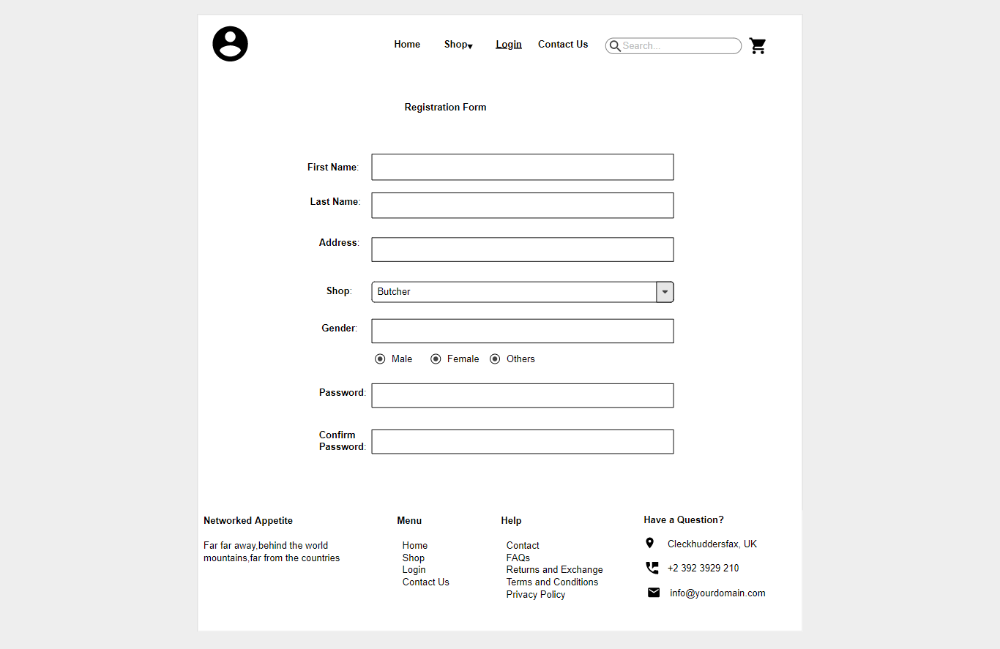 Home Shop Login Contact Us Search...
Registration Form
First Name:
Last Name:
Address:
Shop: Butcher
Gender:
Male Female Others
Password:
Confirm
Password:
Networked Appetite
Far far away,behind the world
mountains,far from the countries
Menu
Home
Shop
Login
Contact Us
Help
Contact
FAQs
Returns and Exchange
Terms and Conditions
Privacy Policy
Have a Question?
Cleckhuddersfax, UK
+2 392 3929 210
info@yourdomain.com